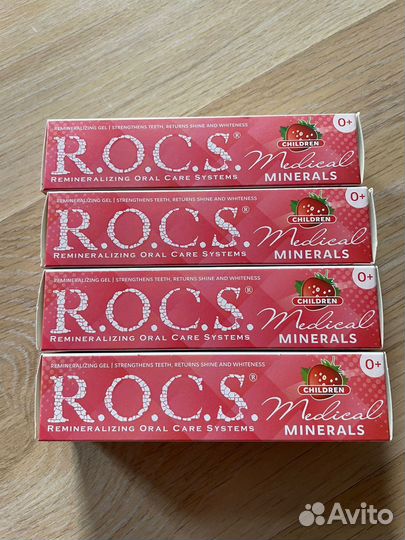 REMINERALIZING GEL | STRENGTHENS TEETH, RETURNS SHINE AND WHITENESS
R.O.C.S.®
REMINERALIZING ORAL CARE SYSTEMS
CHILDREN
0+
Medical
MINERALS
REMINERALIZING GEL | STRENGTHENS TEETH, RETURNS SHINE AND WHITENESS
R.O.C.S.®
REMINERALIZING ORAL CARE SYSTEMS
CHILDREN
0+
Medical
MINERALS
REMINERALIZING GEL | STRENGTHENS TEETH, RETURNS SHINE AND WHITENESS
R.O.C.S.®
REMINERALIZING ORAL CARE SYSTEMS
CHILDREN
0+
Medical
MINERALS
REMINERALIZING GEL | STRENGTHENS TEETH, RETURNS SHINE AND WHITENESS
R.O.C.S.®
REMINERALIZING ORAL CARE SYSTEMS
CHILDREN
0+
Medical
MINERALS
Avito